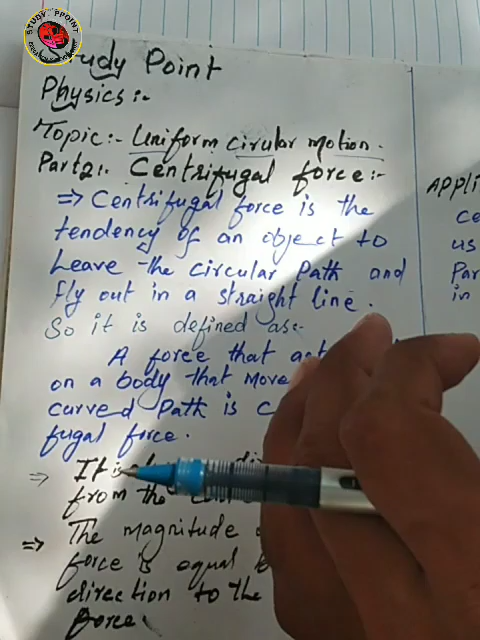 STUDY PPOINT
Study Point
Physics:-
Topic:- Uniform circular motion.
Part 2:. Centrifugal force:-
⇒ Centrifugal force is the
tendency of an object to
Leave the circular Path and
fly out in a straight line.
So it is defined as:-
A force that
on a body that
curved Path is
fugal force.
⇒ It is
from the
⇒ The magnitude
force is equal
direction to the
force.
APPLI
Ce
us
Par
in